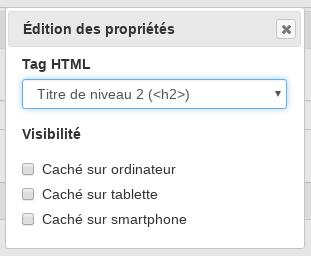 Édition des propriétés
Tag HTML
Titre de niveau 2 (<h2>)
Visibilité
Caché sur ordinateur
Caché sur tablette
Caché sur smartphone